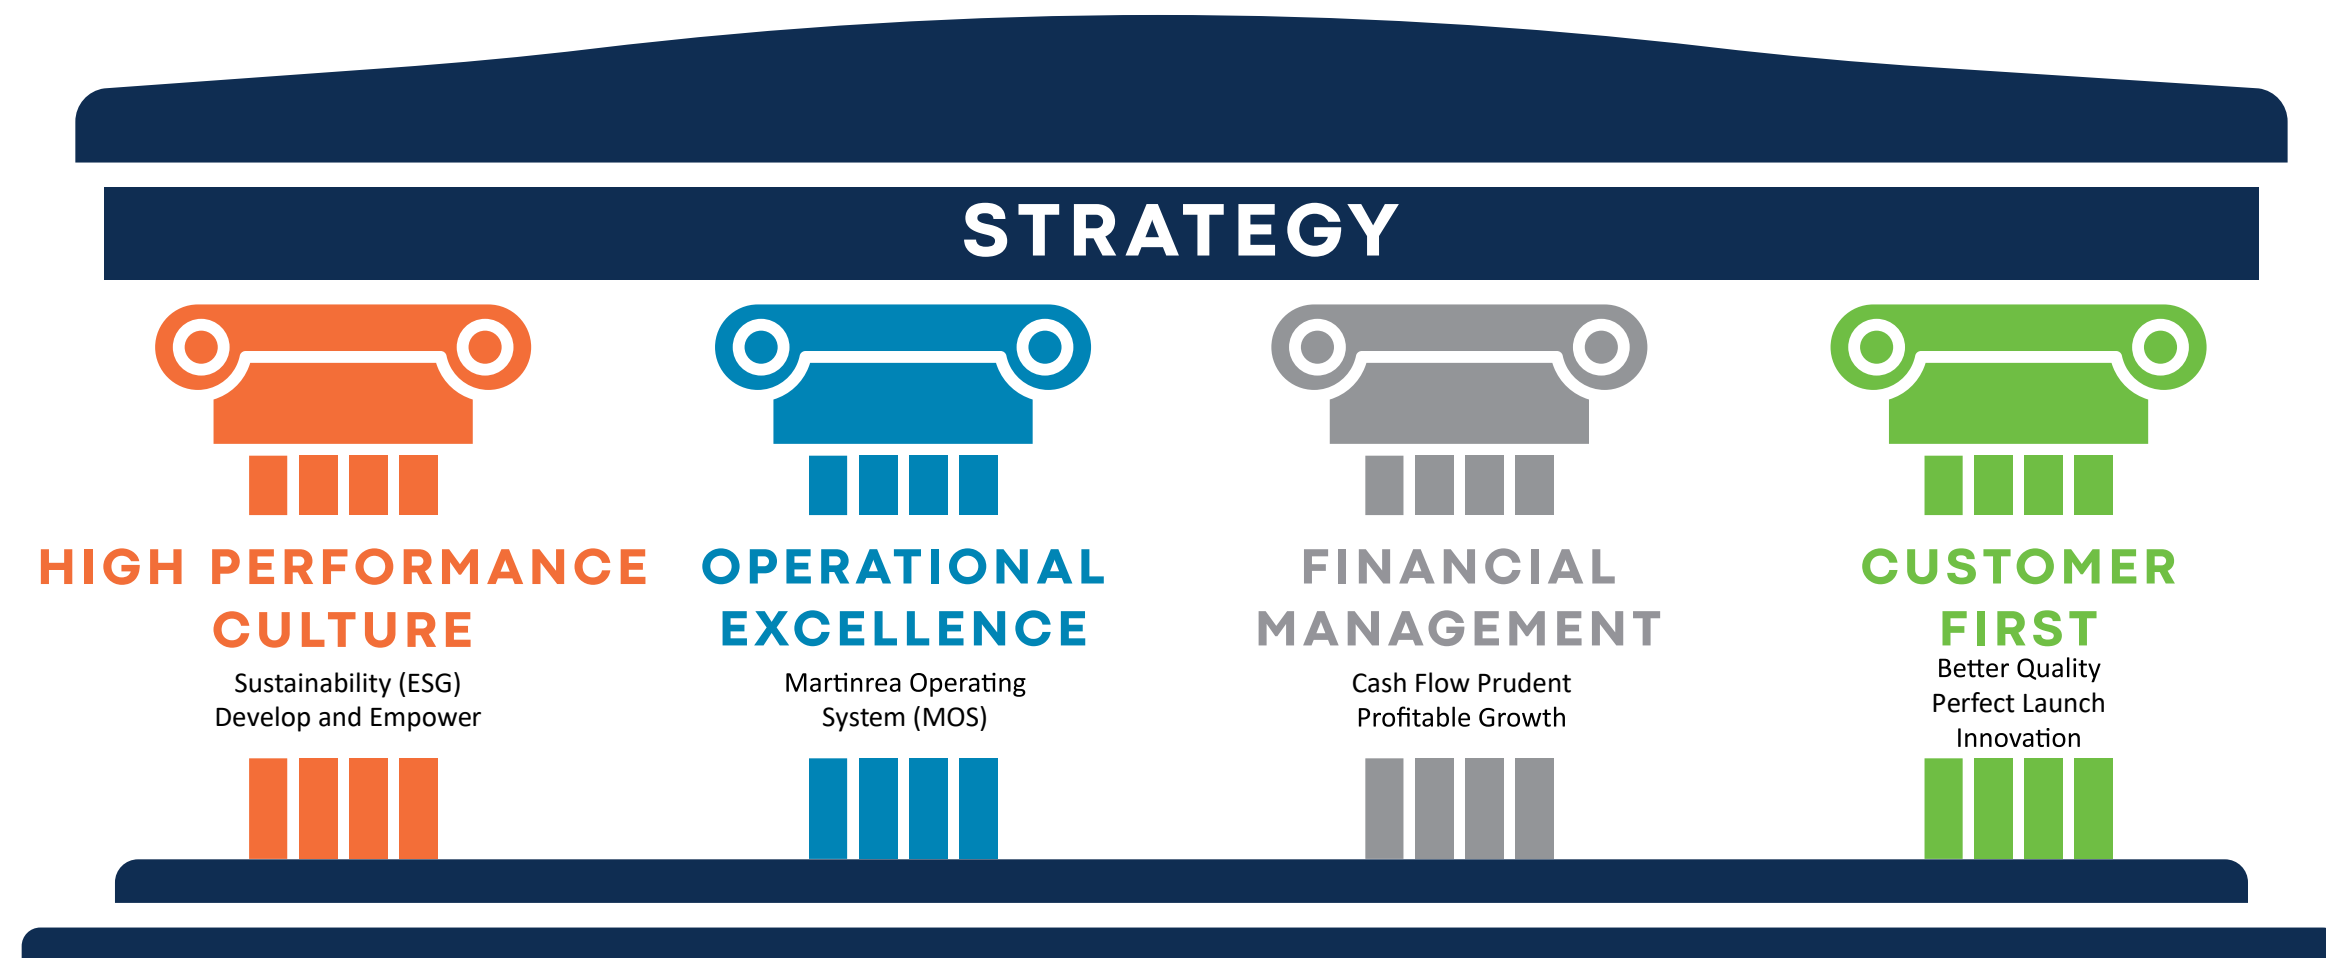 STRATEGY
HIGH PERFORMANCE
CULTURE
Sustainability (ESG)
Develop and Empower
OPERATIONAL
EXCELLENCE
Martinrea Operating
System (MOS)
FINANCIAL
MANAGEMENT
Cash Flow Prudent
Profitable Growth
CUSTOMER
FIRST
Better Quality
Perfect Launch
Innovation